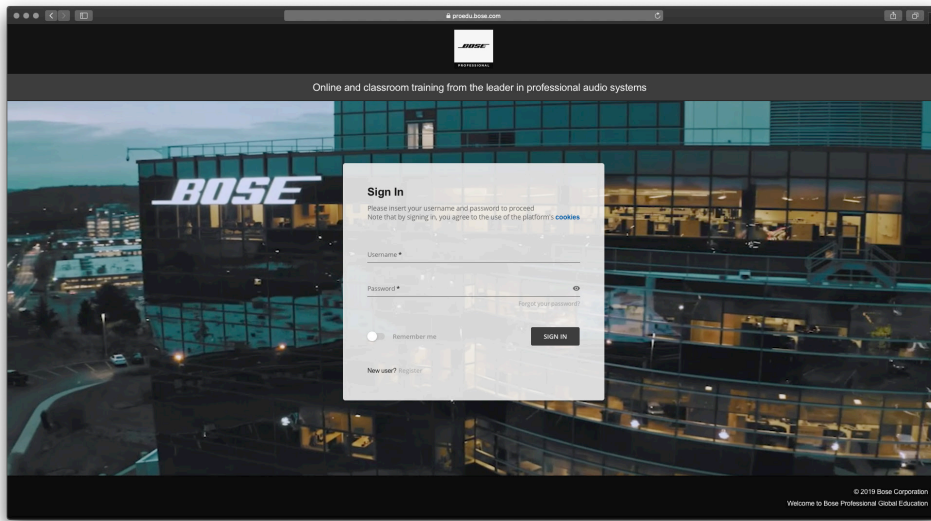 proedu.bose.com
BOSE
PROFESSIONAL
Online and classroom training from the leader in professional audio systems
BOSE
Sign In
Please insert your username and password to proceed
Note that by signing in, you agree to the use of the platform's cookies
Username *
Password *
Forgot your password?
Remember me
SIGN IN
New user? Register
© 2019 Bose Corporation
Welcome to Bose Professional Global Education